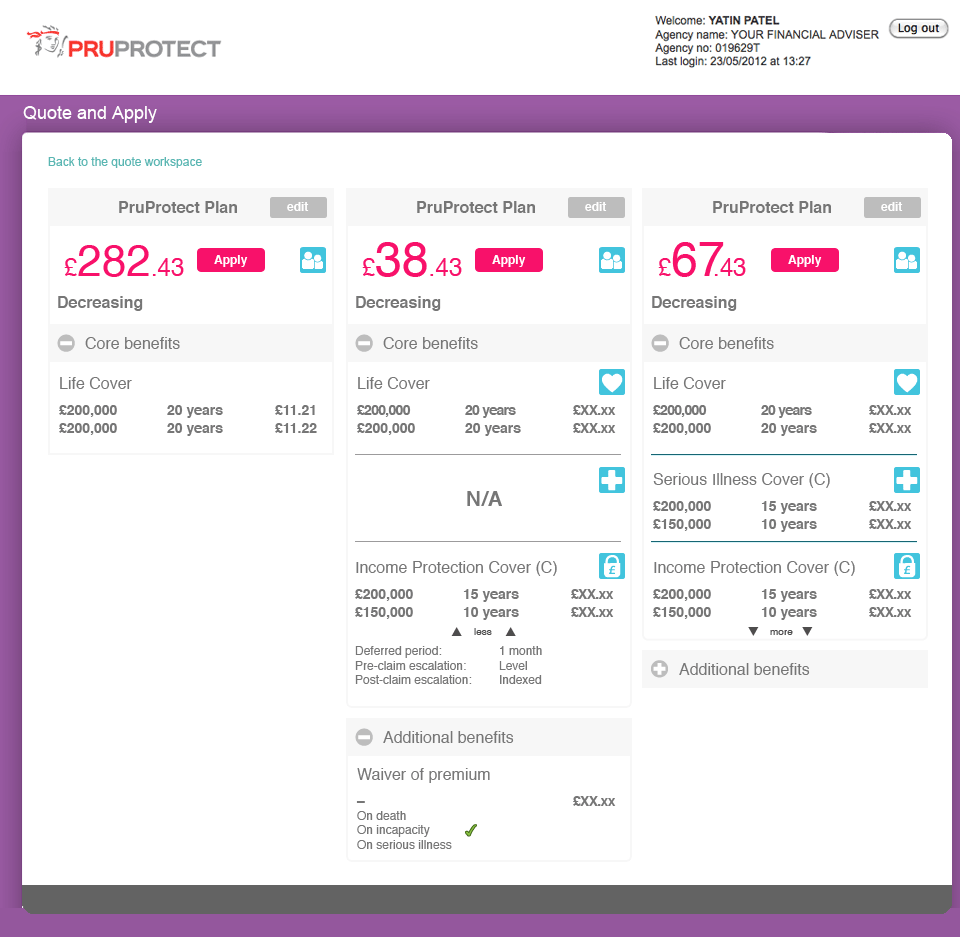 PRUPROTECT
Welcome: YATIN PATEL
Agency name: YOUR FINANCIAL ADVISER
Agency no: 019629T
Last login: 23/05/2012 at 13:27
Log out
Quote and Apply
Back to the quote workspace
PruProtect Plan
edit
£282.43
Apply
Decreasing
Core benefits
Life Cover
£200,000 20 years £11.21
£200,000 20 years £11.22
PruProtect Plan
edit
£38.43
Apply
Decreasing
Core benefits
Life Cover
£200,000 20 years £XX.xx
£200,000 20 years £XX.xx
N/A
Income Protection Cover (C)
£
£200,000 15 years £XX.xx
£150,000 10 years £XX.xx
less
Deferred period: 1 month
Pre-claim escalation: Level
Post-claim escalation: Indexed
Additional benefits
Waiver of premium
– £XX.xx
On death
On incapacity
On serious illness
PruProtect Plan
edit
£67.43
Apply
Decreasing
Core benefits
Life Cover
£200,000 20 years £XX.xx
£200,000 20 years £XX.xx
Serious Illness Cover (C)
£200,000 15 years £XX.xx
£150,000 10 years £XX.xx
Income Protection Cover (C)
£
£200,000 15 years £XX.xx
£150,000 10 years £XX.xx
more
Additional benefits